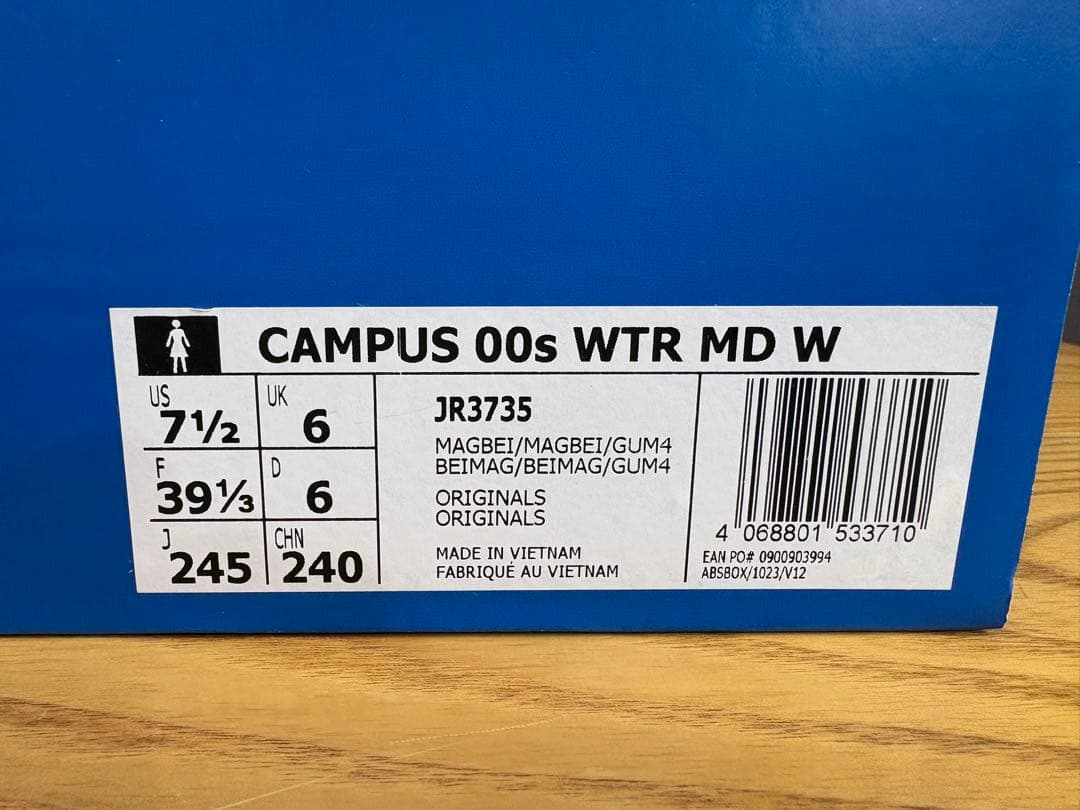 CAMPUS 00s WTR MD W
US 7½
UK 6
F 39⅓
D 6
J 245
CHN 240
JR3735
MAGBEI/MAGBEI/GUM4
BEIMAG/BEIMAG/GUM4
ORIGINALS
ORIGINALS
MADE IN VIETNAM
FABRIQUÉ AU VIETNAM
4 068801 533710
EAN PO# 0900903994
ABSBOX/1023/V12